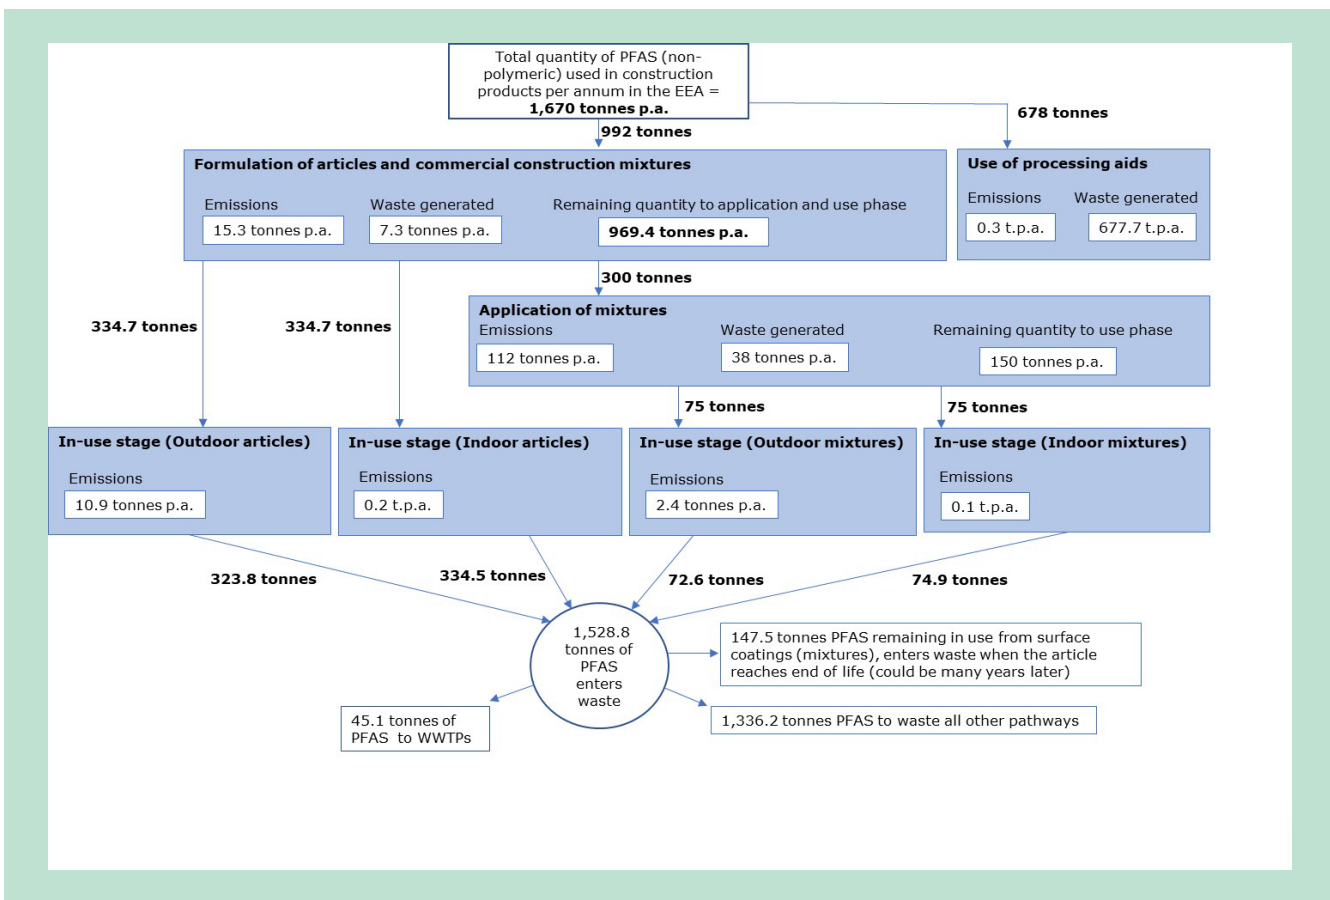 Total quantity of PFAS (non-
polymeric) used in construction
products per annum in the EEA =
1,670 tonnes p.a.
992 tonnes
678 tonnes
Formulation of articles and commercial construction mixtures
Emissions
15.3 tonnes p.a.
Waste generated
7.3 tonnes p.a.
Remaining quantity to application and use phase
969.4 tonnes p.a.
Use of processing aids
Emissions
0.3 t.p.a.
Waste generated
677.7 t.p.a.
334.7 tonnes
334.7 tonnes
300 tonnes
Application of mixtures
Emissions
112 tonnes p.a.
Waste generated
38 tonnes p.a.
Remaining quantity to use phase
150 tonnes p.a.
75 tonnes
75 tonnes
In-use stage (Outdoor articles)
Emissions
10.9 tonnes p.a.
In-use stage (Indoor articles)
Emissions
0.2 t.p.a.
In-use stage (Outdoor mixtures)
Emissions
2.4 tonnes p.a.
In-use stage (Indoor mixtures)
Emissions
0.1 t.p.a.
323.8 tonnes
334.5 tonnes
72.6 tonnes
74.9 tonnes
1,528.8
tonnes of
PFAS
enters
waste
147.5 tonnes PFAS remaining in use from surface
coatings (mixtures), enters waste when the article
reaches end of life (could be many years later)
45.1 tonnes of
PFAS to WWTPs
1,336.2 tonnes PFAS to waste all other pathways